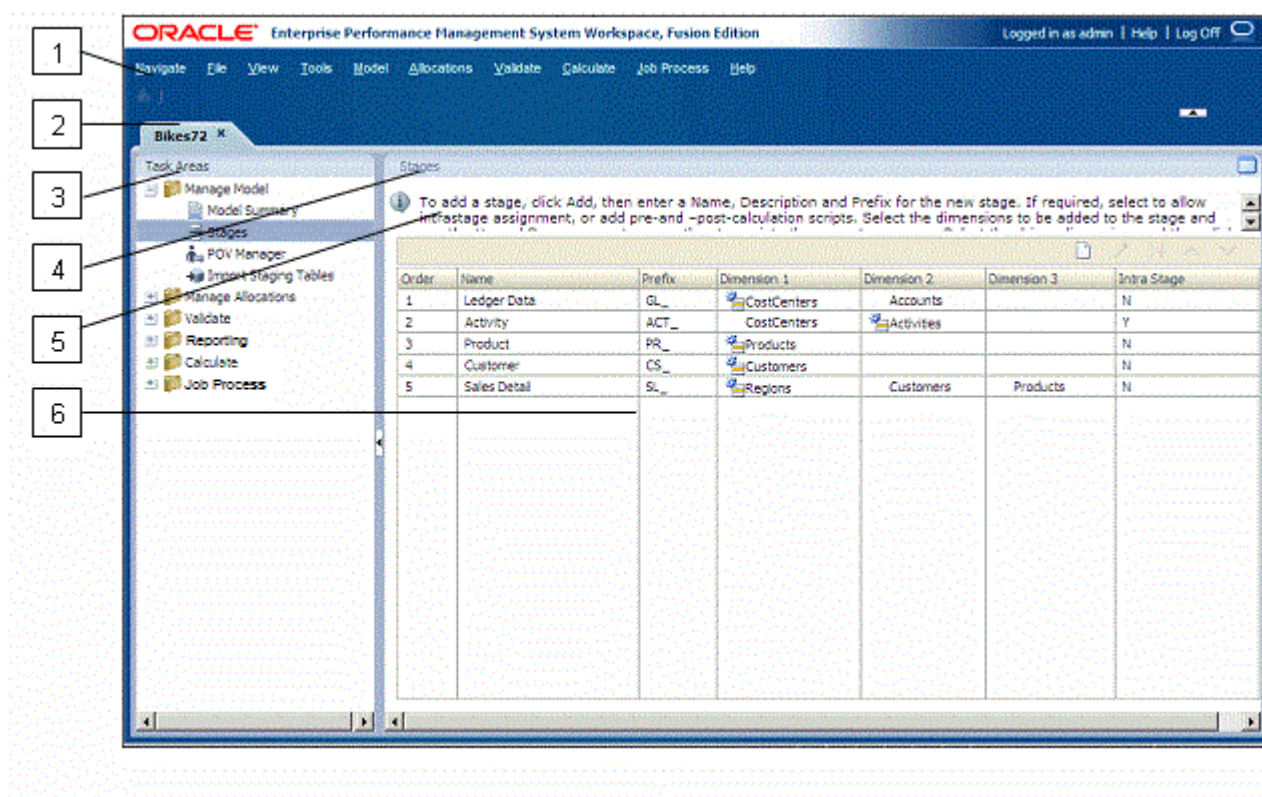 ORACLE Enterprise Performance Management System Workspace, Fusion Edition Logged in as admin | Help | Log Off
1
Navigate File View Tools Model Allocations Validate Calculate Job Process Help
2
Bikes72 ×
Task Areas Stages
3
Manage Model
Model Summary
Stages
POV Manager
Import Staging Tables
Manage Allocations
Validate
Reporting
Calculate
Job Process
4
5
6
To add a stage, click Add, then enter a Name, Description and Prefix for the new stage. If required, select to allow
intrastage assignment, or add pre-and –post-calculation scripts. Select the dimensions to be added to the stage and
Order Name Prefix Dimension 1 Dimension 2 Dimension 3 Intra Stage
1 Ledger Data GL_ CostCenters Accounts N
2 Activity ACT_ CostCenters Activities Y
3 Product PR_ Products N
4 Customer CS_ Customers N
5 Sales Detail SL_ Regions Customers Products N